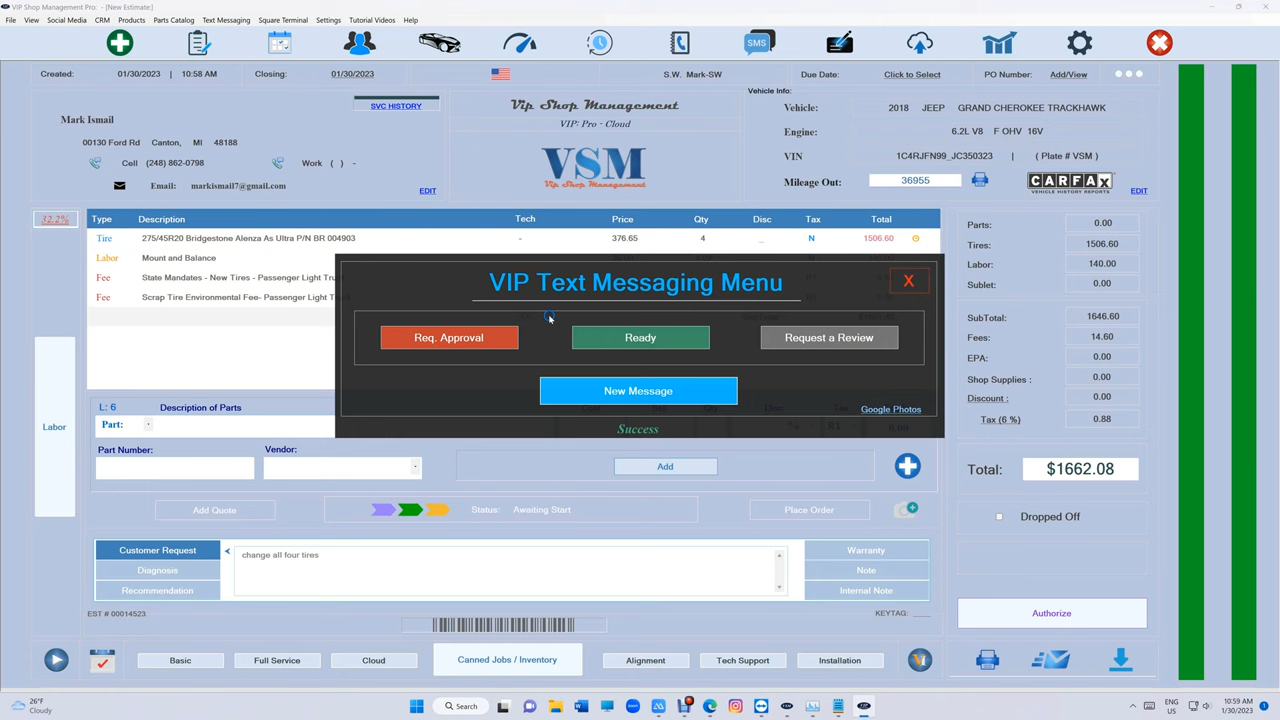 VIP Shop Management Pro: - [New Estimate:]
File View Social Media CRM Products Parts Catalog Text Messaging Square Terminal Settings Tutorial Videos Help
SMS
Created: 01/30/2023 | 10:58 AM Closing: 01/30/2023 S.W. Mark-SW Due Date: Click to Select PO Number: Add/View
SVC HISTORY
Mark Ismail
00130 Ford Rd Canton, MI 48188
Cell (248) 862-0798 Work ( ) -
Email: markismail7@gmail.com
EDIT
Vip Shop Management
VIP: Pro - Cloud
VSM
Vip Shop Management
Vehicle Info:
Vehicle: 2018 JEEP GRAND CHEROKEE TRACKHAWK
Engine: 6.2L V8 F OHV 16V
VIN 1C4RJFN99_JC350323 | ( Plate # VSM )
Mileage Out: 36955
CARFAX
VEHICLE HISTORY REPORTS
EDIT
32.2%
Type Description Tech Price Qty Disc Tax Total
Tire 275/45R20 Bridgestone Alenza As Ultra P/N BR 004903 - 376.65 4 _ N 1506.60
Labor Mount and Balance
Fee State Mandates - New Tires - Passenger Light Tru
Fee Scrap Tire Environmental Fee- Passenger Light Truck
VIP Text Messaging Menu
X
Req. Approval Ready Request a Review
New Message
Google Photos
Success
Labor
L: 6 Description of Parts
Part:
Part Number: Vendor:
Add
Add Quote Status: Awaiting Start Place Order
Customer Request
Diagnosis
Recommendation
change all four tires
Warranty
Note
Internal Note
EST # 00014523 KEYTAG: ____
Parts: 0.00
Tires: 1506.60
Labor: 140.00
Sublet: 0.00
SubTotal: 1646.60
Fees: 14.60
EPA: 0.00
Shop Supplies : 0.00
Discount : 0.00
Tax (6 %) 0.88
Total: $1662.08
Dropped Off
Authorize
Basic Full Service Cloud Canned Jobs / Inventory Alignment Tech Support Installation
26°F
Cloudy
Search
ENG
US
10:59 AM
1/30/2023